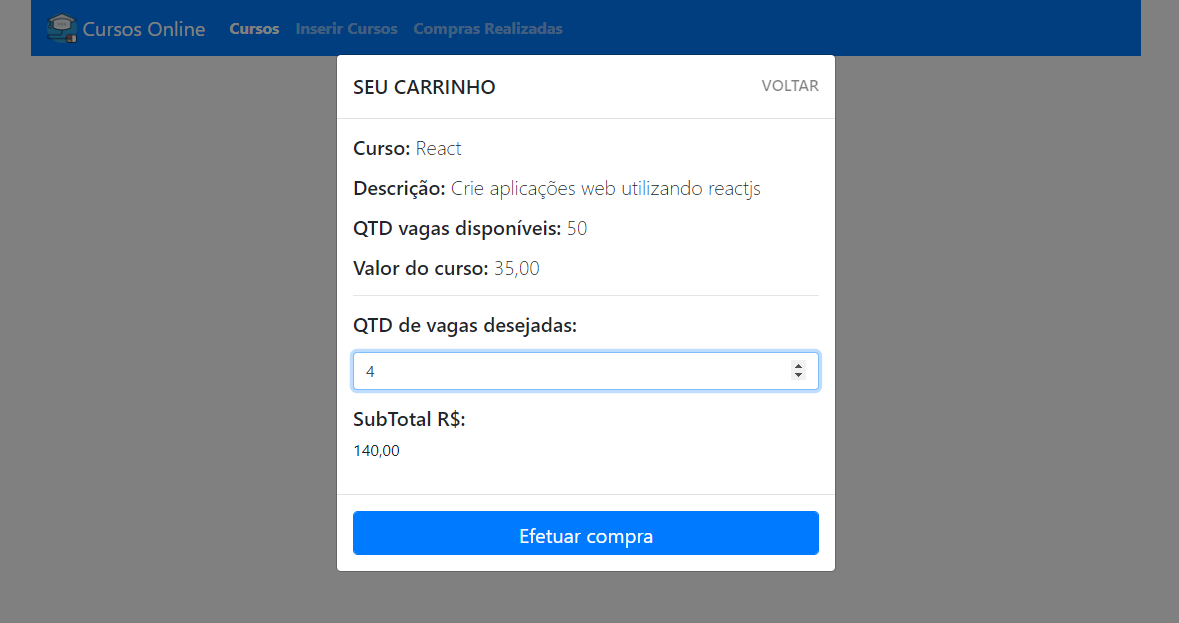 Cursos Online Cursos Inserir Cursos Compras Realizadas
SEU CARRINHO VOLTAR
Curso: React
Descrição: Crie aplicações web utilizando reactjs
QTD vagas disponíveis: 50
Valor do curso: 35,00
QTD de vagas desejadas:
4
SubTotal R$:
140,00
Efetuar compra